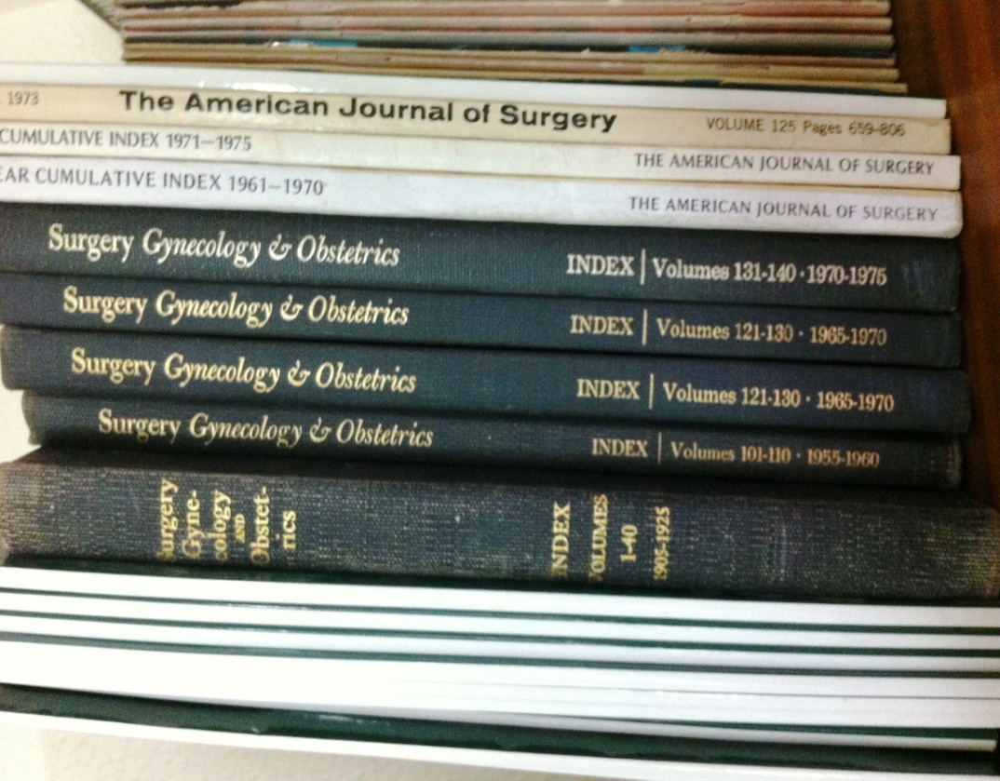 1973 The American Journal of Surgery VOLUME 125 Pages 659-806
CUMULATIVE INDEX 1971–1975 THE AMERICAN JOURNAL OF SURGERY
EAR CUMULATIVE INDEX 1961–1970 THE AMERICAN JOURNAL OF SURGERY
Surgery Gynecology & Obstetrics INDEX | Volumes 131-140 · 1970-1975
Surgery Gynecology & Obstetrics INDEX | Volumes 121-130 · 1965-1970
Surgery Gynecology & Obstetrics INDEX | Volumes 121-130 · 1965-1970
Surgery Gynecology & Obstetrics INDEX | Volumes 101-110 · 1955-1960
Surgery
Gyne-
cology
AND
Obstet-
rics
INDEX
VOLUMES
1-40
1905-1925